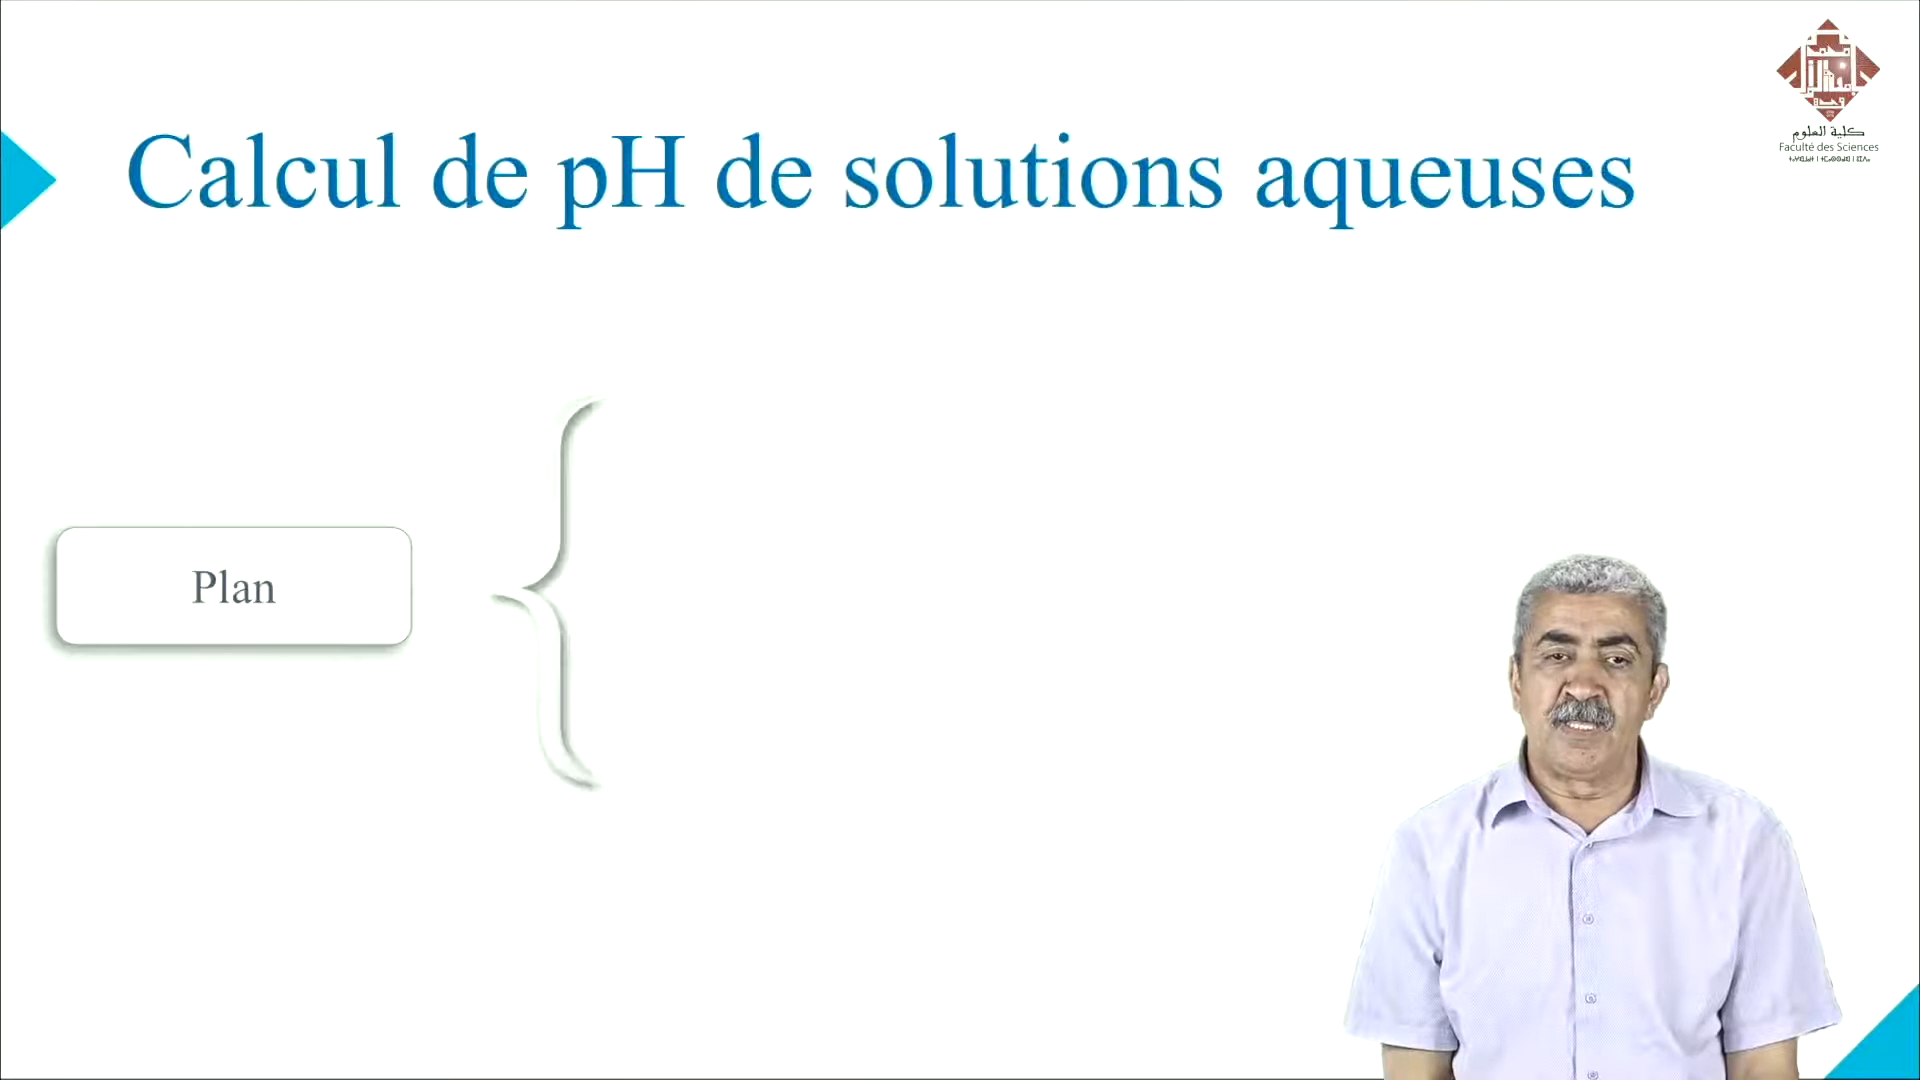 Calcul de pH de solutions aqueuses
كلية العلوم
Faculté des Sciences
Plan